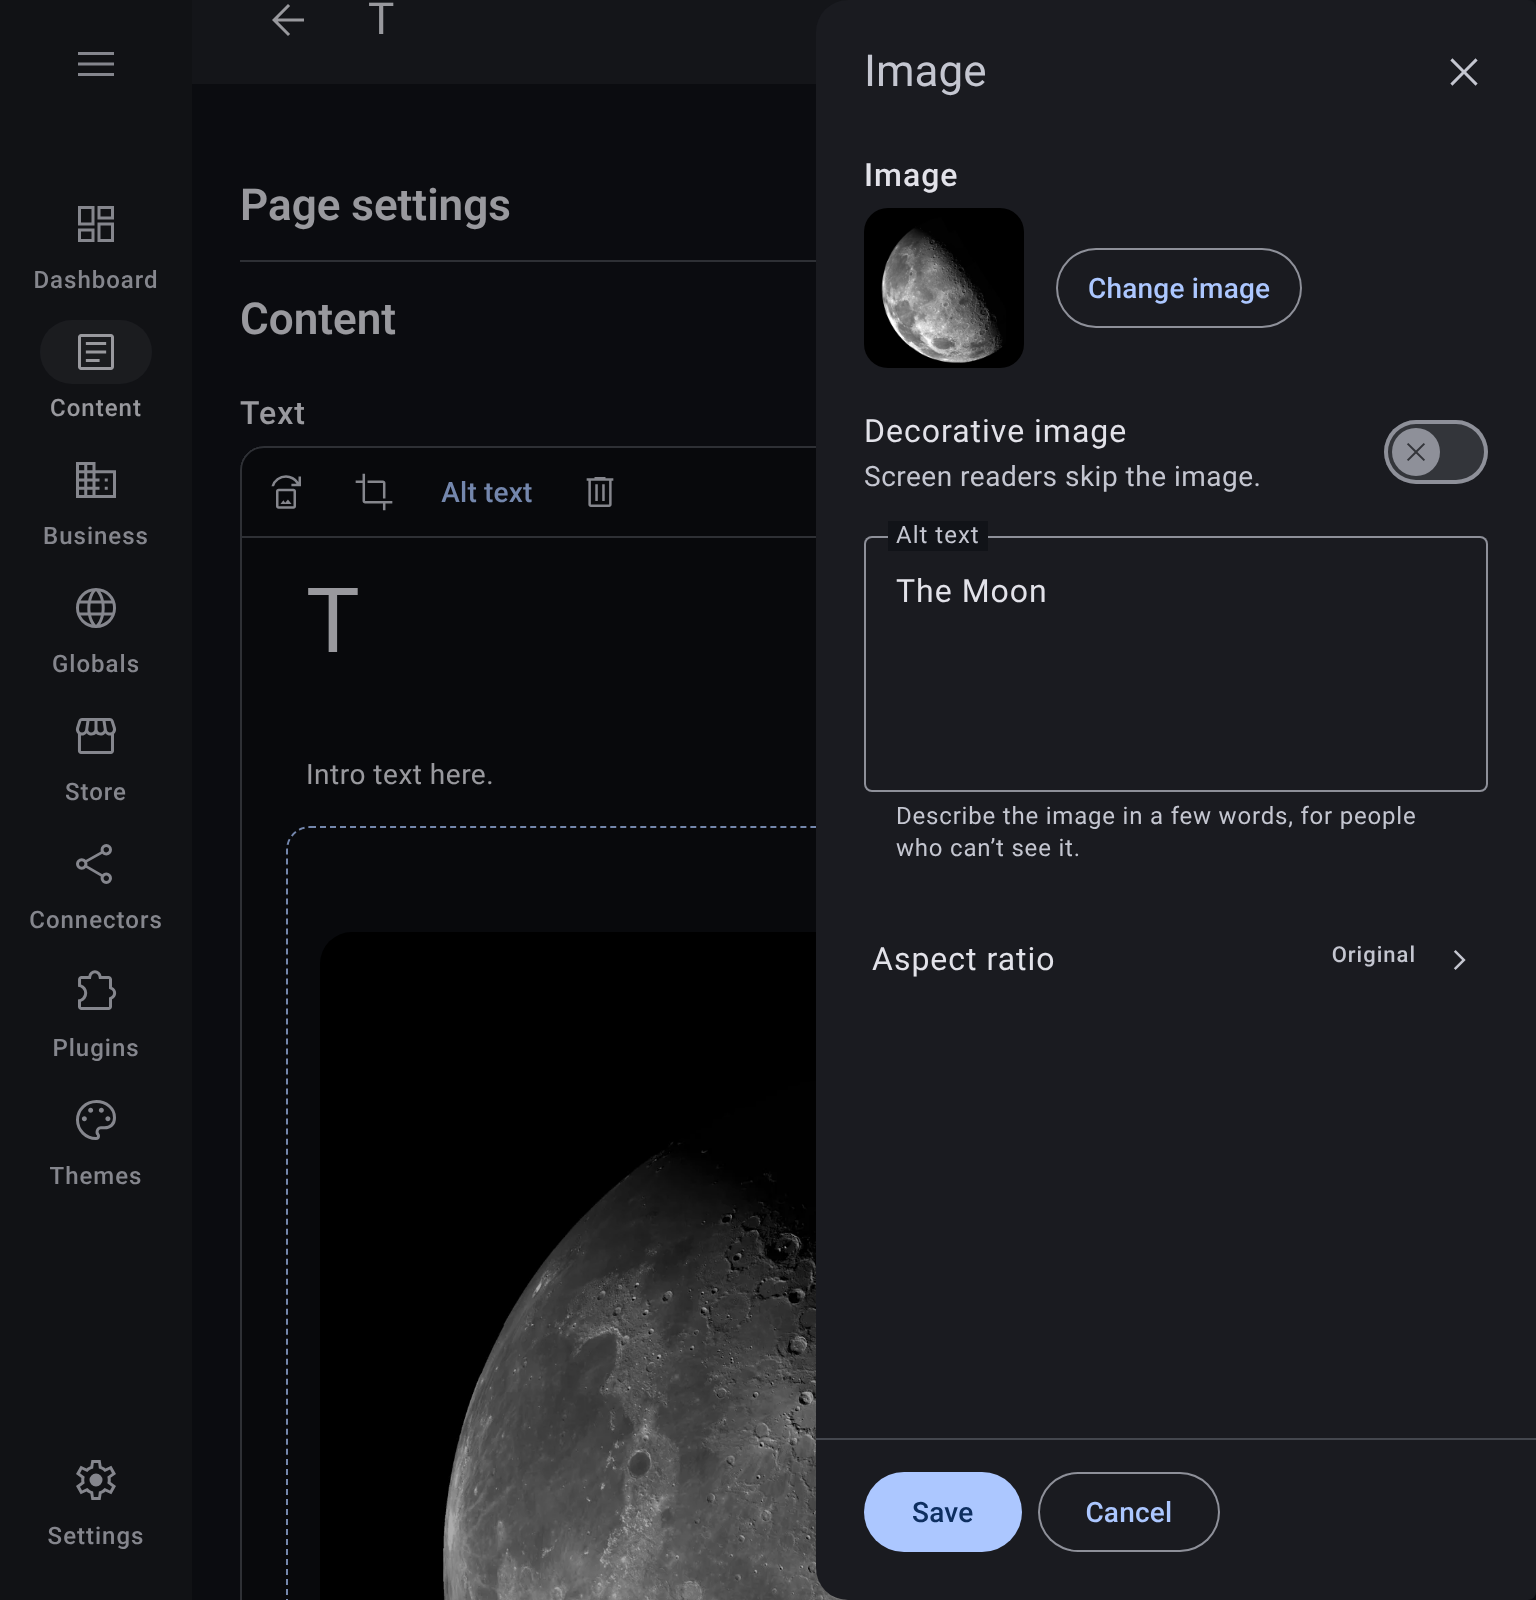 T
Dashboard
Content
Business
Globals
Store
Connectors
Plugins
Themes
Settings
Page settings
Content
Text
Alt text
T
Intro text here.
Image
Image
Change image
Decorative image
Screen readers skip the image.
Alt text
The Moon
Describe the image in a few words, for people
who can’t see it.
Aspect ratio
Original
Save
Cancel